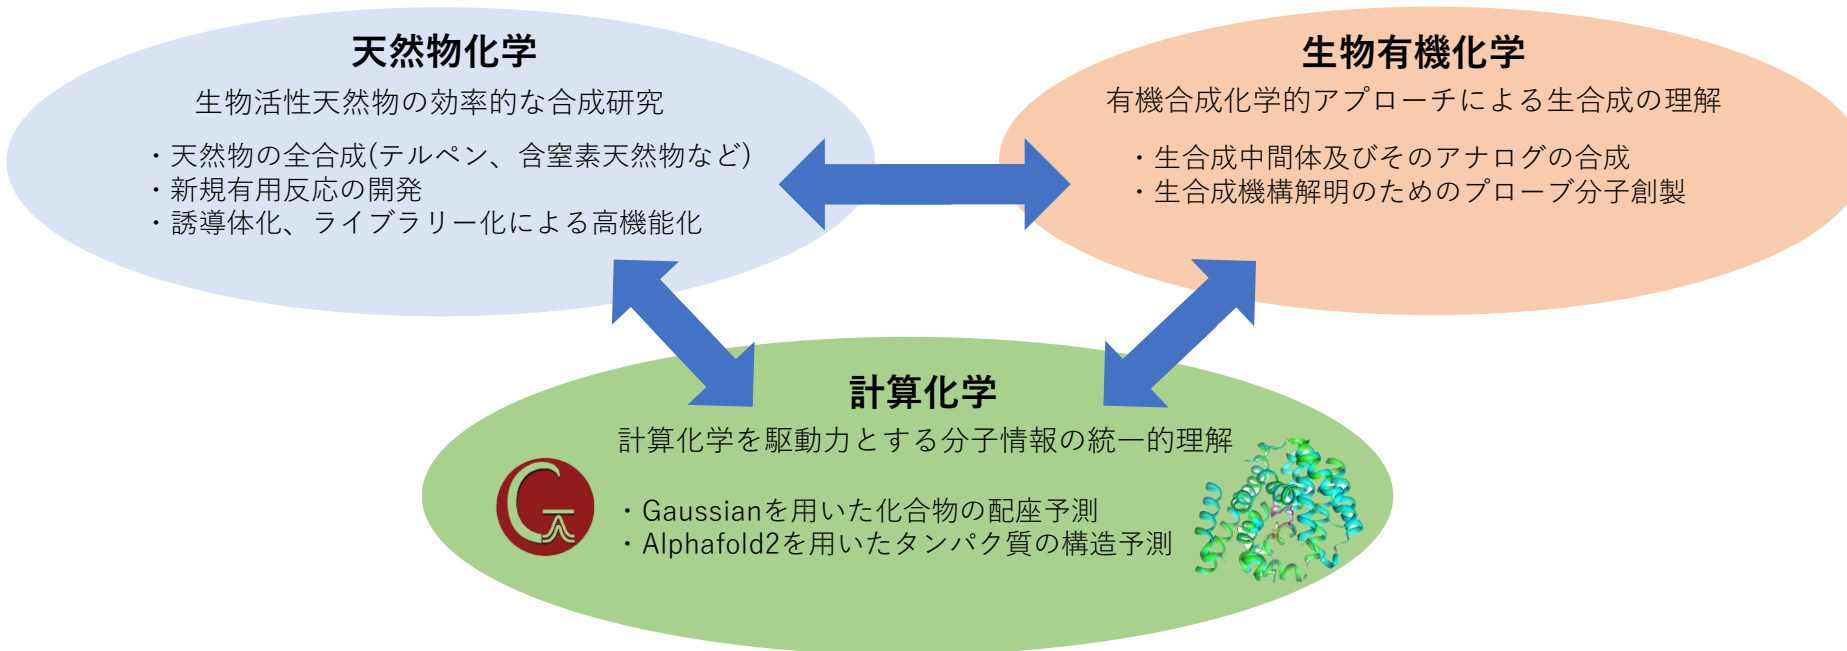 天然物化学
生物活性天然物の効率的な合成研究
・天然物の全合成(テルペン、含窒素天然物など)
・新規有用反応の開発
・誘導体化、ライブラリー化による高機能化
生物有機化学
有機合成化学的アプローチによる生合成の理解
・生合成中間体及びそのアナログの合成
・生合成機構解明のためのプローブ分子創製
計算化学
計算化学を駆動力とする分子情報の統一的理解
・Gaussianを用いた化合物の配座予測
・Alphafold2を用いたタンパク質の構造予測